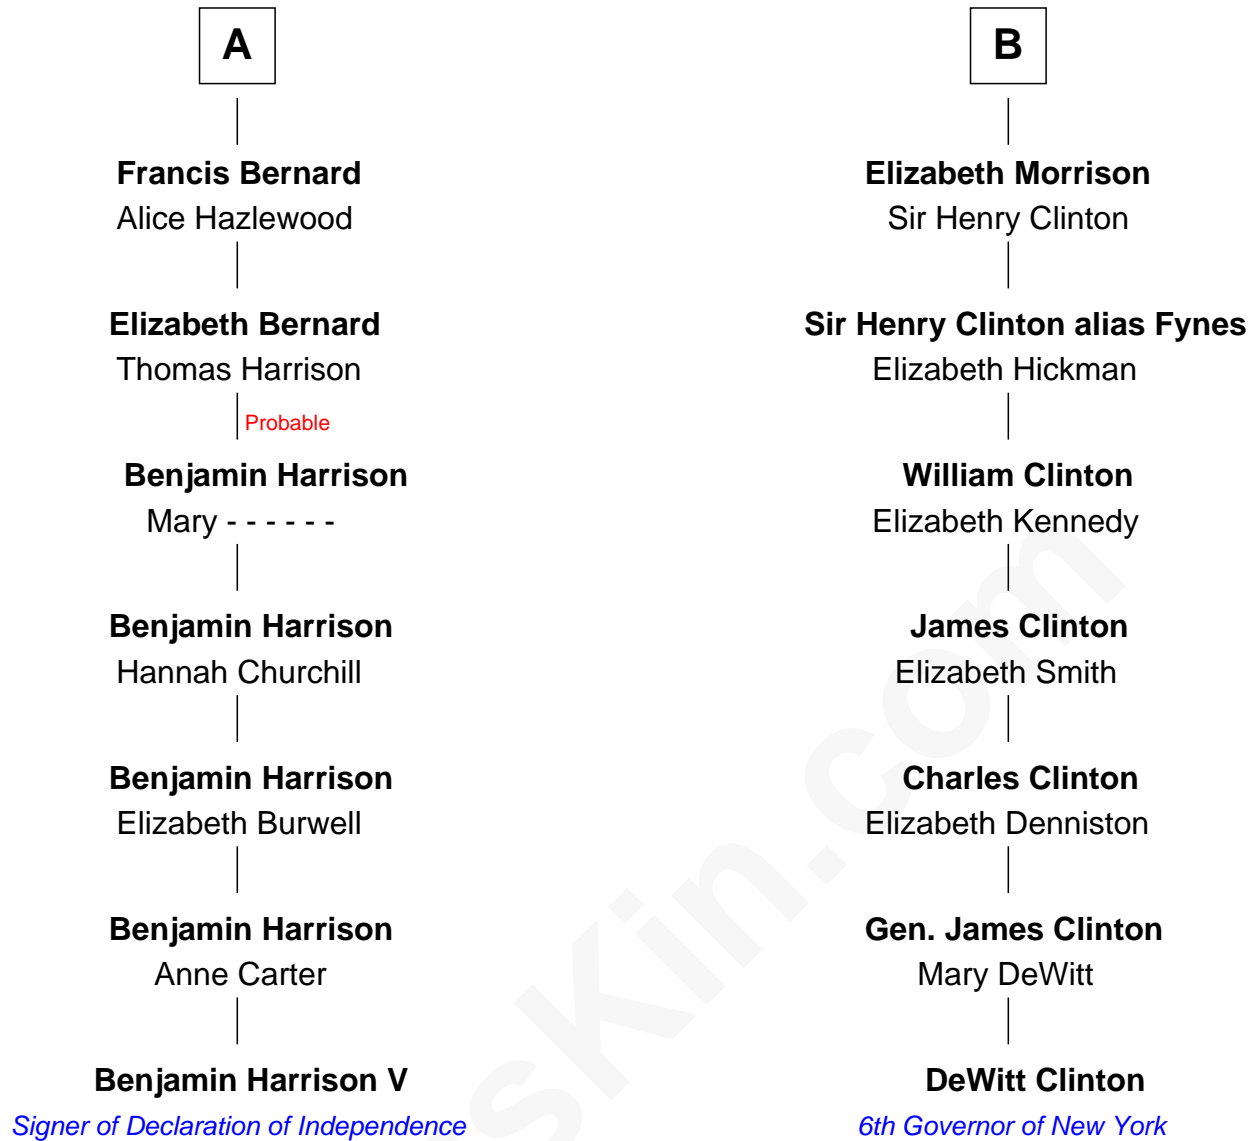 A
Francis Bernard
Alice Hazlewood
Elizabeth Bernard
Thomas Harrison
Probable
Benjamin Harrison
Mary - - - - - -
Benjamin Harrison
Hannah Churchill
Benjamin Harrison
Elizabeth Burwell
Benjamin Harrison
Anne Carter
Benjamin Harrison V
Signer of Declaration of Independence
B
Elizabeth Morrison
Sir Henry Clinton
Sir Henry Clinton alias Fynes
Elizabeth Hickman
William Clinton
Elizabeth Kennedy
James Clinton
Elizabeth Smith
Charles Clinton
Elizabeth Denniston
Gen. James Clinton
Mary DeWitt
DeWitt Clinton
6th Governor of New York
sKin.com